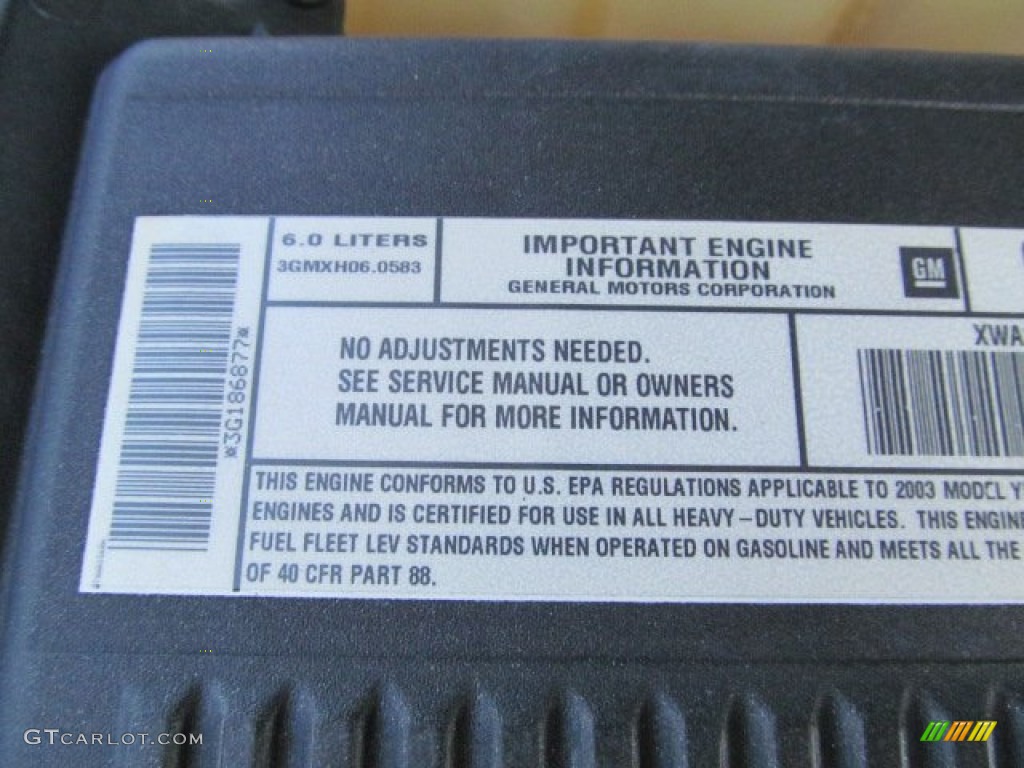 6.0 LITERS
3GMXH06.0583
IMPORTANT ENGINE
INFORMATION
GENERAL MOTORS CORPORATION
GM
*3G186877*
NO ADJUSTMENTS NEEDED.
SEE SERVICE MANUAL OR OWNERS
MANUAL FOR MORE INFORMATION.
XWA
THIS ENGINE CONFORMS TO U.S. EPA REGULATIONS APPLICABLE TO 2003 MODEL Y
ENGINES AND IS CERTIFIED FOR USE IN ALL HEAVY-DUTY VEHICLES. THIS ENGINE
FUEL FLEET LEV STANDARDS WHEN OPERATED ON GASOLINE AND MEETS ALL THE
OF 40 CFR PART 88.
GTCARLOT.COM